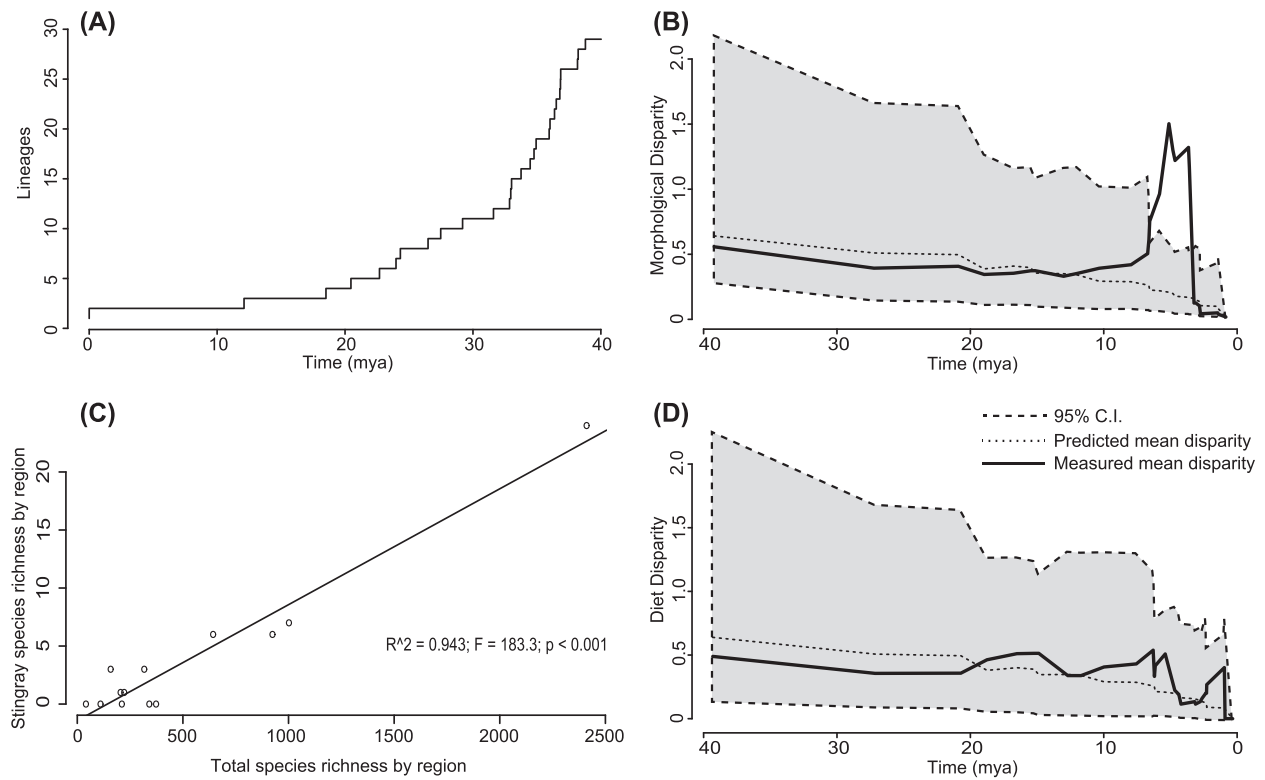 (A)
30
25
20
15
10
5
0
Lineages
0 10 20 30 40
Time (mya)
(B)
2.0
1.5
1.0
0.5
0
Morpholgical Disparity
40 30 20 10 0
Time (mya)
(C)
20
15
10
5
0
Stingray species richness by region
R^2 = 0.943; F = 183.3; p < 0.001
0 500 1000 1500 2000 2500
Total species richness by region
(D)
95% C.I.
Predicted mean disparity
Measured mean disparity
2.0
1.5
1.0
0.5
0
Diet Disparity
40 30 20 10 0
Time (mya)